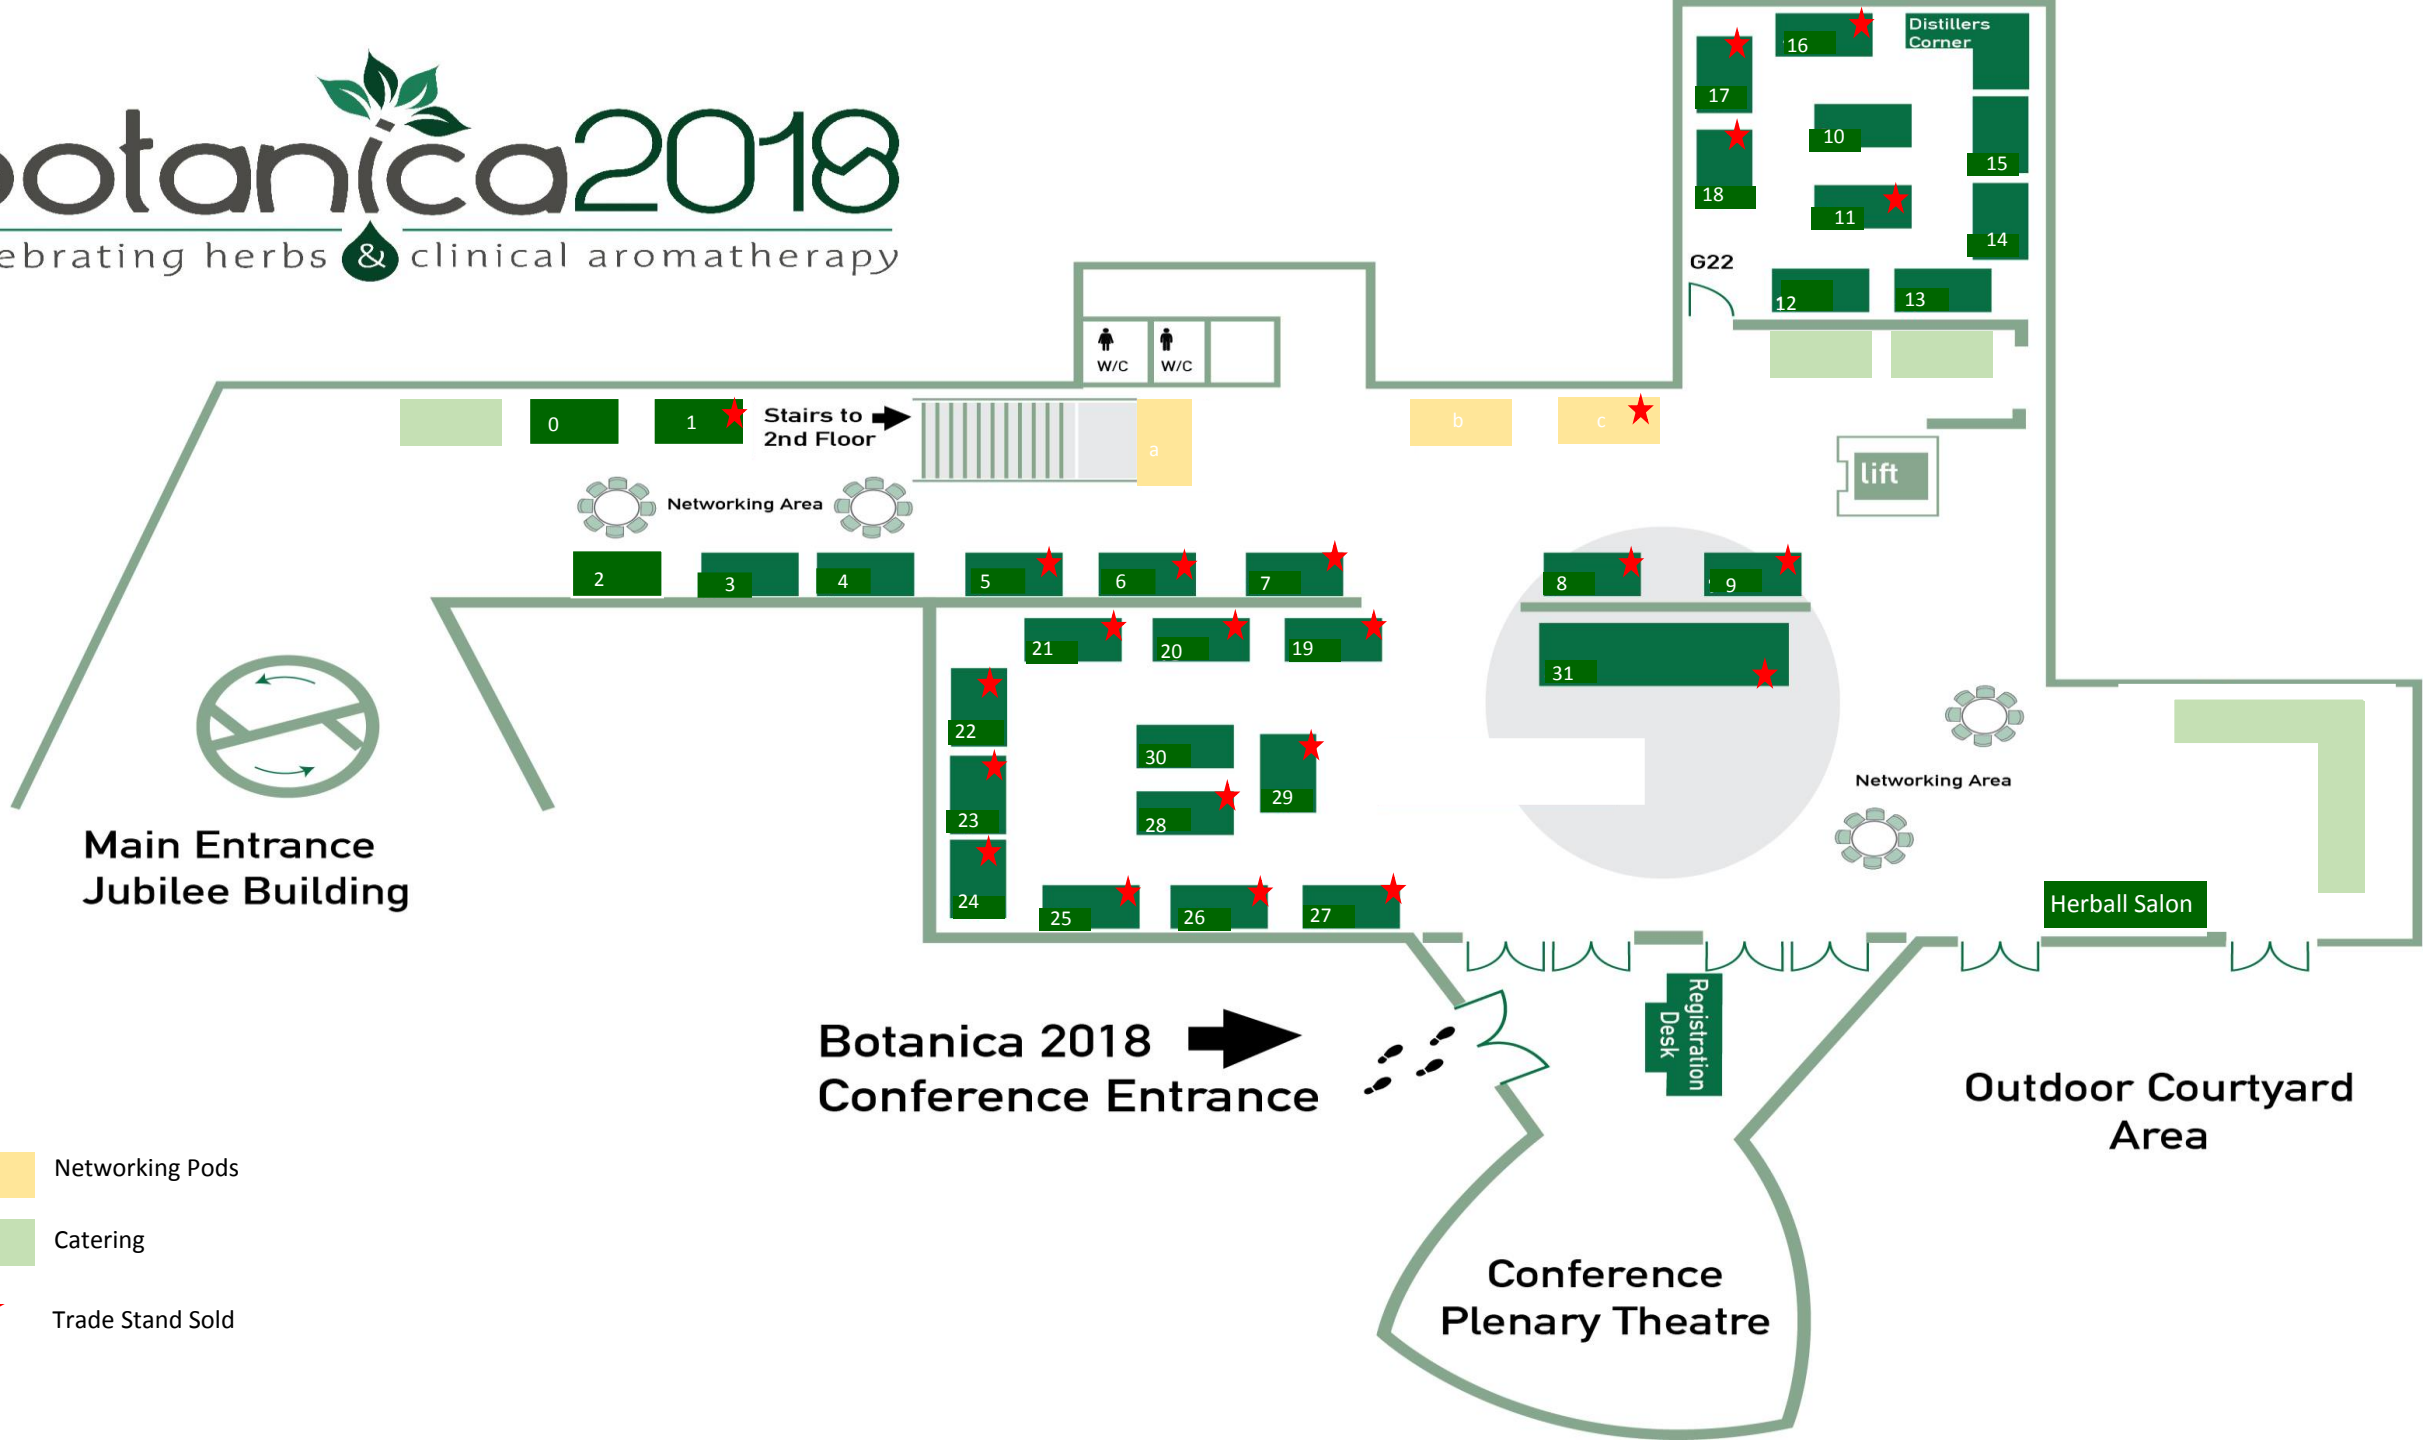 botanica2018
ebrating herbs & clinical aromatherapy
Distillers
Corner
16
17
10
15
18
11
14
G22
12
13
W/C
W/C
0
1
Stairs to
2nd Floor
a
b
c
lift
Networking Area
2
3
4
5
6
7
8
9
21
20
19
31
22
30
29
23
28
24
25
26
27
Networking Area
Herball Salon
Main Entrance
Jubilee Building
Registration
Desk
Botanica 2018
Conference Entrance
Outdoor Courtyard
Area
Networking Pods
Catering
Trade Stand Sold
Conference
Plenary Theatre